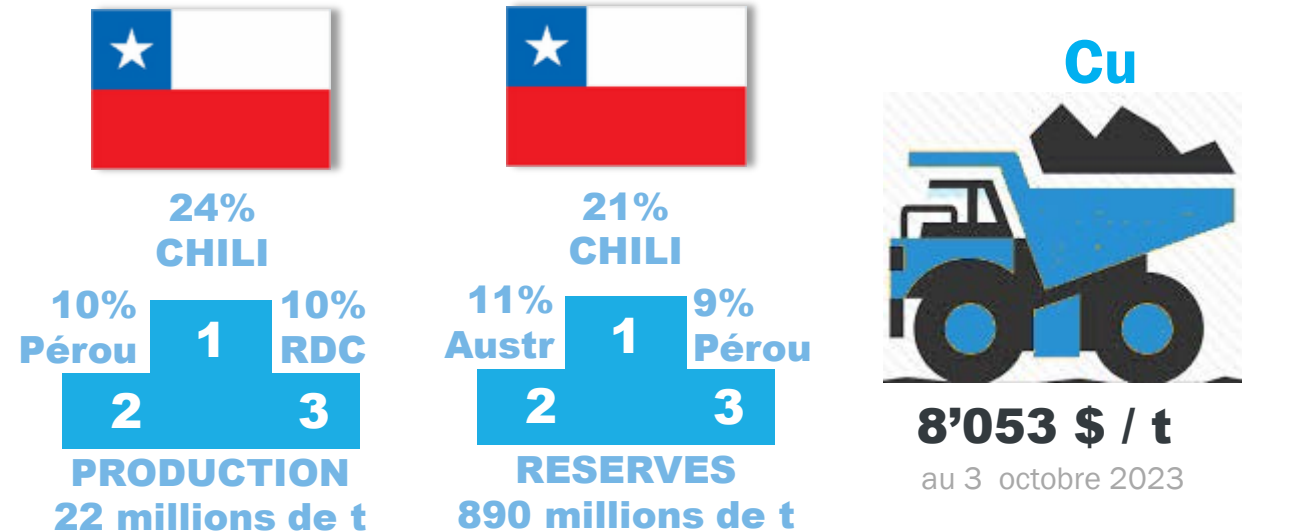 24%
CHILI
10%
Pérou
1
10%
RDC
2
3
PRODUCTION
22 millions de t
21%
CHILI
11%
Austr
1
9%
Pérou
2
3
RESERVES
890 millions de t
Cu
8’053 $ / t
au 3 octobre 2023